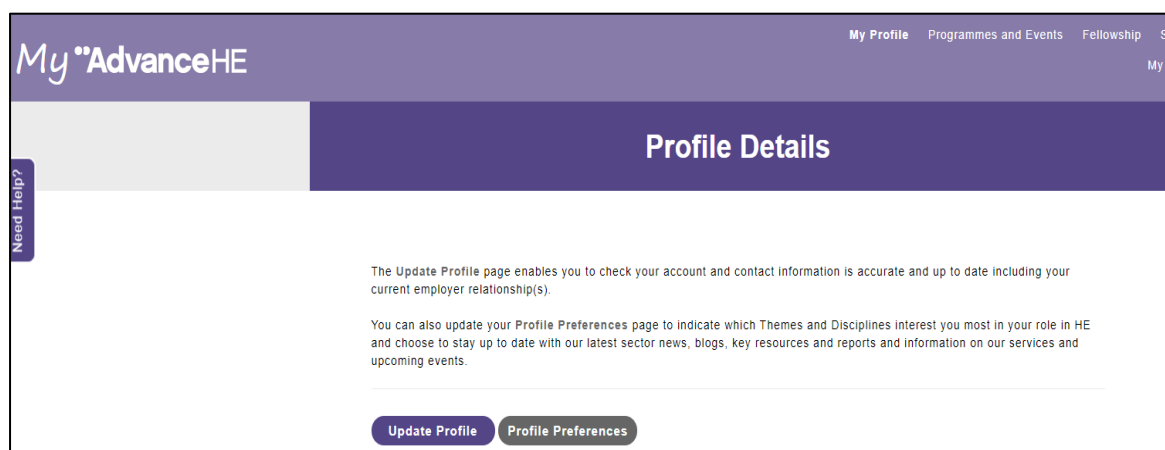 My AdvanceHE
My Profile Programmes and Events Fellowship
My
Profile Details
Need Help?
The Update Profile page enables you to check your account and contact information is accurate and up to date including your
current employer relationship(s).
You can also update your Profile Preferences page to indicate which Themes and Disciplines interest you most in your role in HE
and choose to stay up to date with our latest sector news, blogs, key resources and reports and information on our services and
upcoming events.
Update Profile Profile Preferences